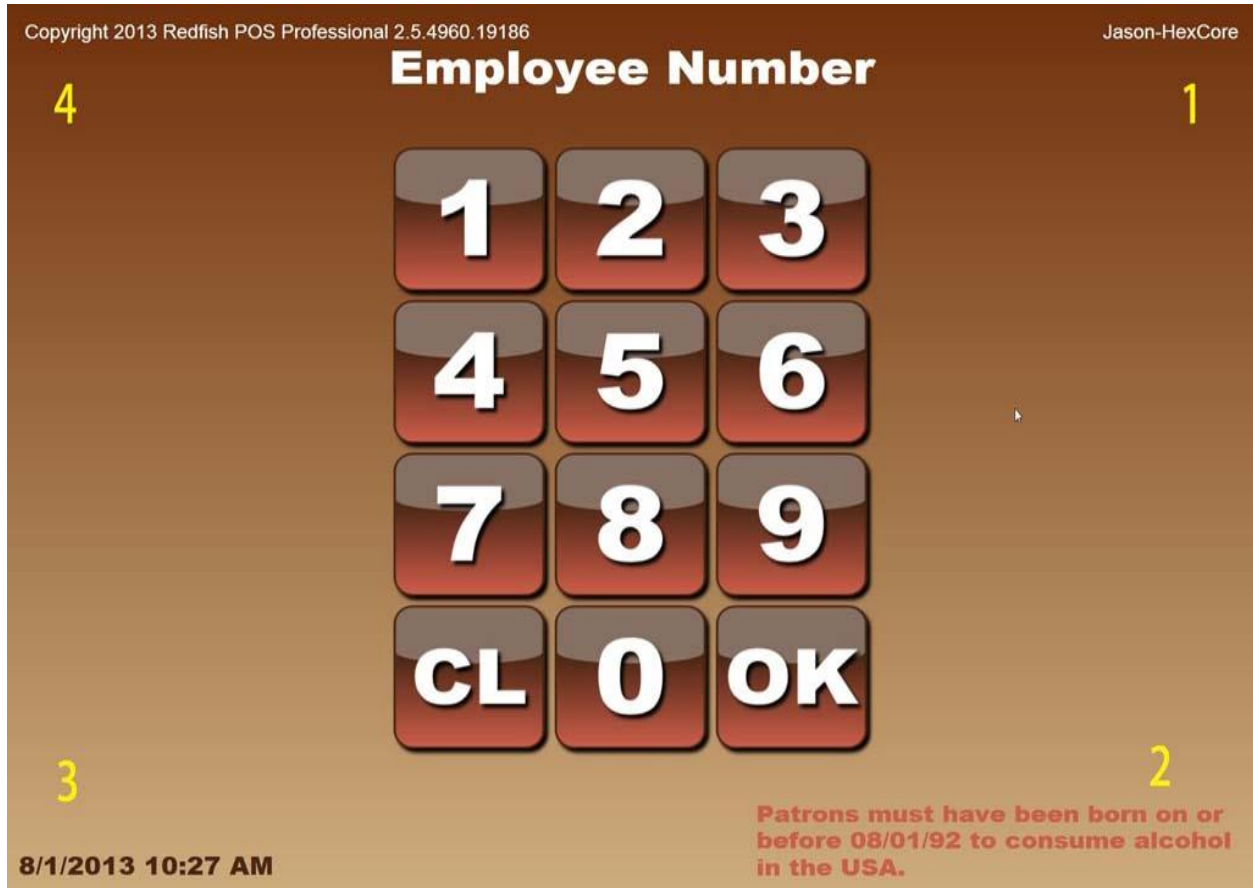 Copyright 2013 Redfish POS Professional 2.5.4960.19186
Jason-HexCore
Employee Number
4
1
1 2 3
4 5 6
7 8 9
CL 0 OK
3
2
Patrons must have been born on or
before 08/01/92 to consume alcohol
in the USA.
8/1/2013 10:27 AM